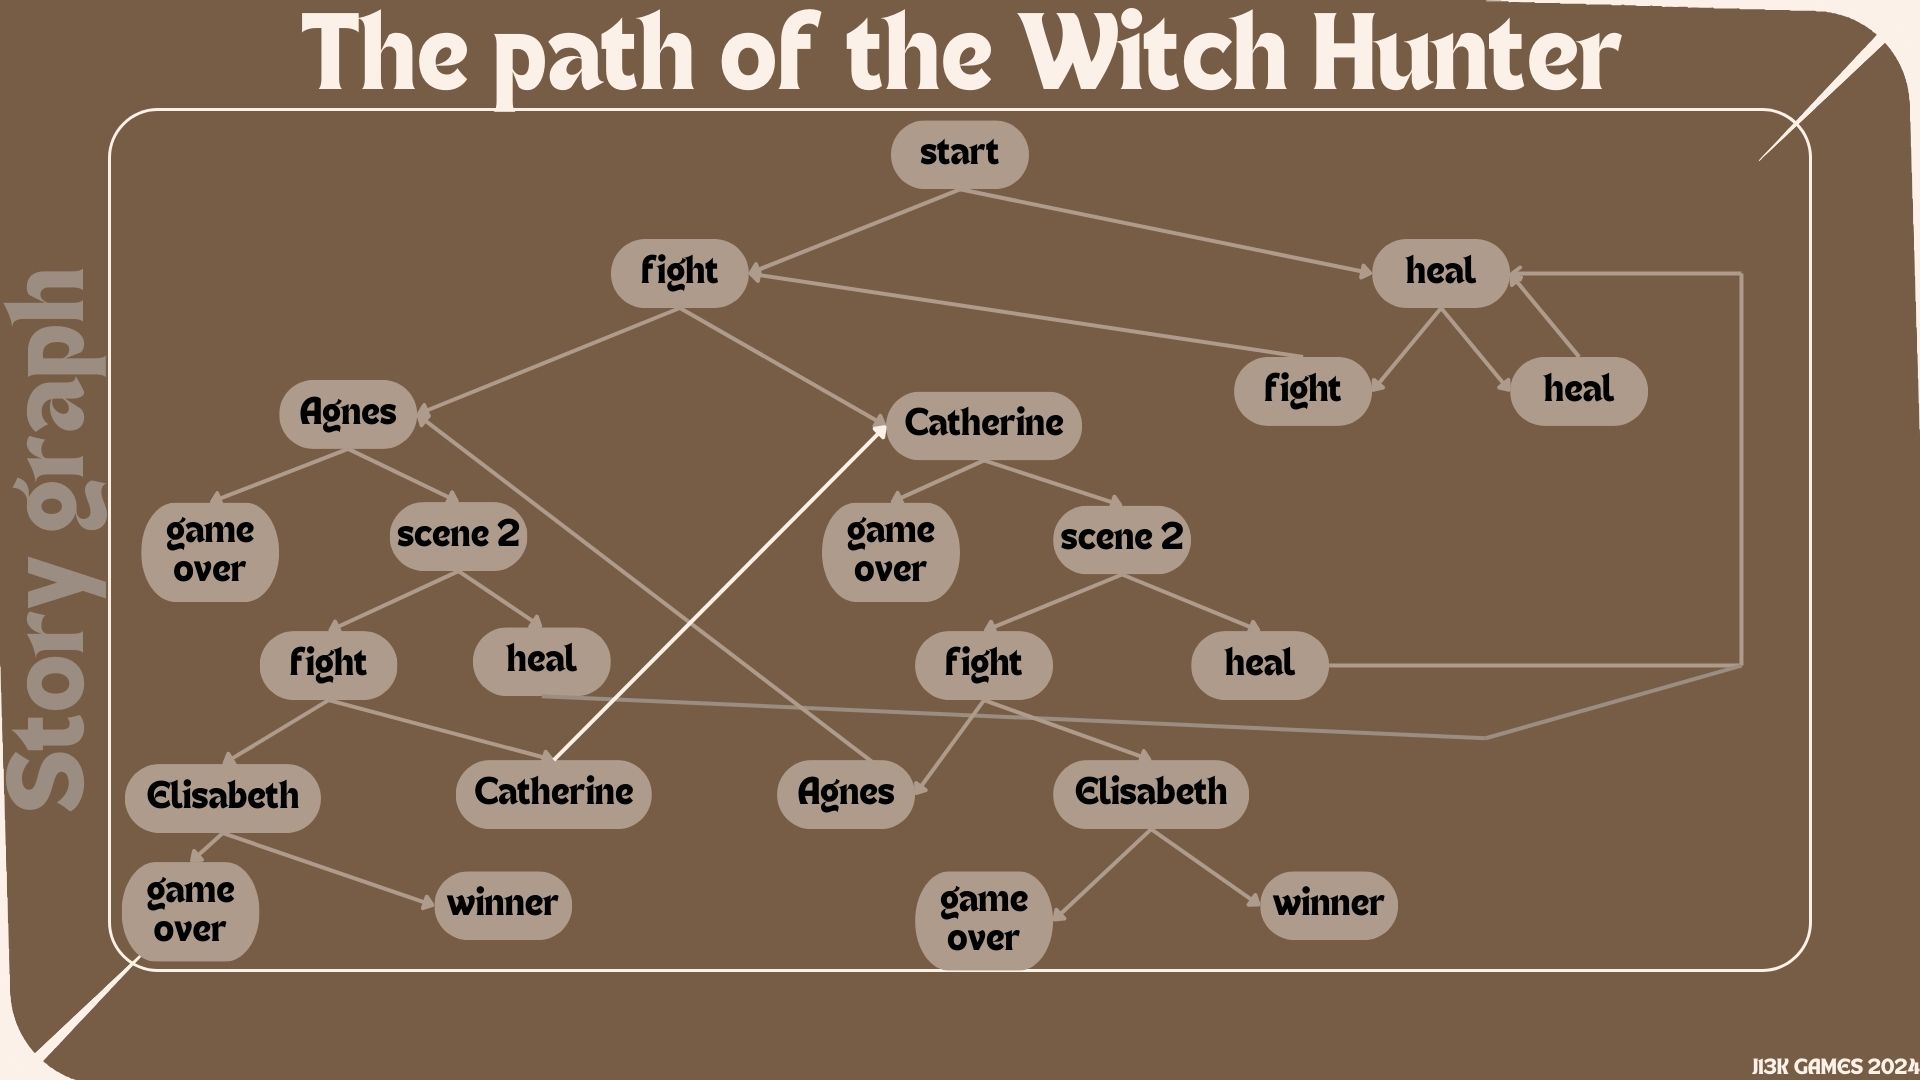 The path of the Witch Hunter
Story graph
start
fight
heal
fight
heal
Agnes
Catherine
game
over
scene 2
game
over
scene 2
fight
heal
fight
heal
Elisabeth
Catherine
Agnes
Elisabeth
game
over
winner
game
over
winner
JI3K GAMES 2024